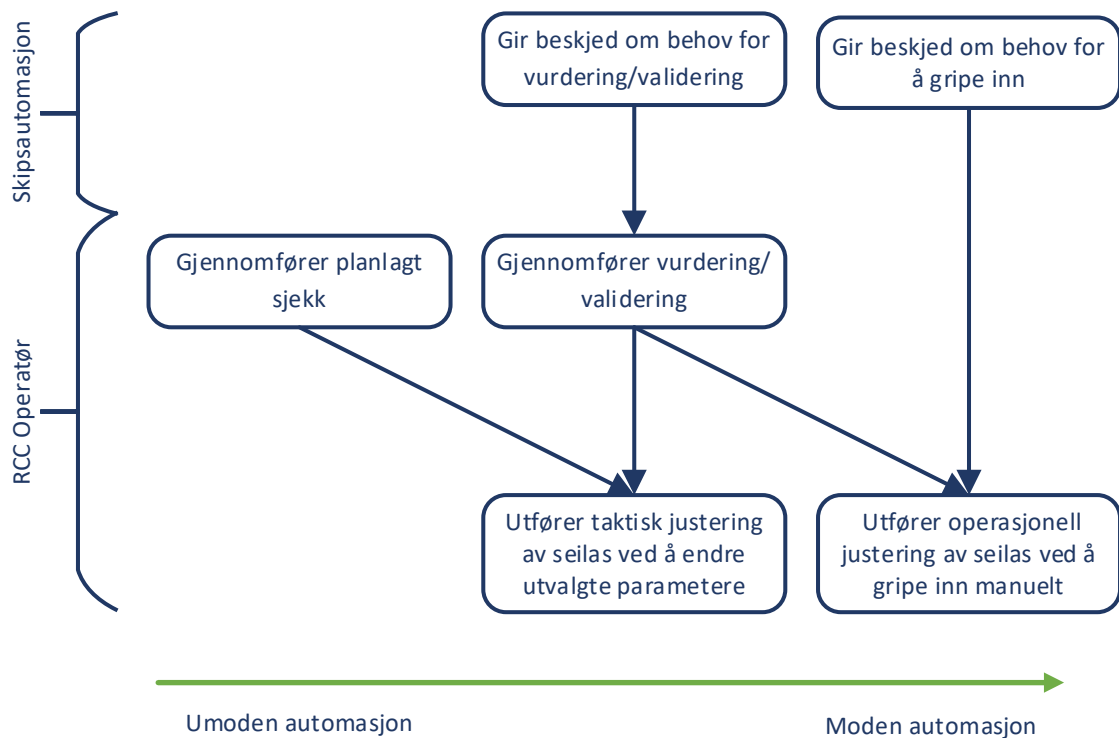 Skipsautomasjon
Gir beskjed om behov for
vurdering/validering
Gir beskjed om behov for
å gripe inn
RCC Operatør
Gjennomfører planlagt
sjekk
Gjennomfører vurdering/
validering
Utfører taktisk justering
av seilas ved å endre
utvalgte parametere
Utfører operasjonell
justering av seilas ved å
gripe inn manuelt
Umoden automasjon
Moden automasjon